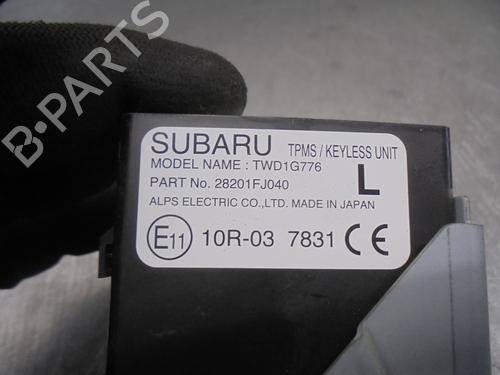 B-PARTS
SUBARU TPMS / KEYLESS UNIT
MODEL NAME : TWD1G776
PART No. 28201FJ040 L
ALPS ELECTRIC CO.,LTD. MADE IN JAPAN
E11 10R-03 7831 CE